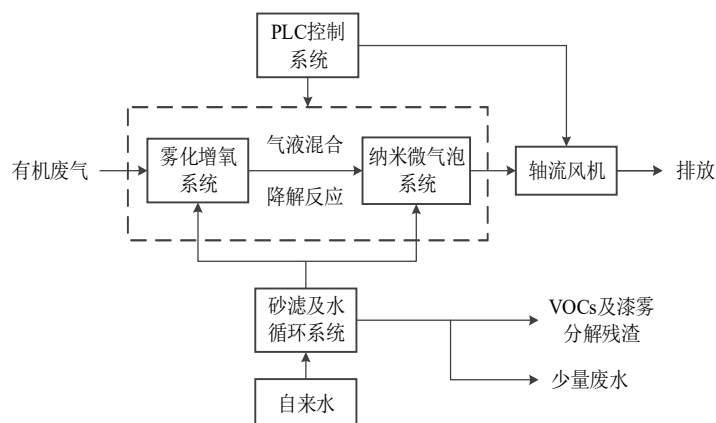 PLC控制
系统
有机废气
雾化增氧
系统
气液混合
降解反应
纳米微气泡
系统
轴流风机
排放
砂滤及水
循环系统
VOCs及漆雾
分解残渣
少量废水
自来水